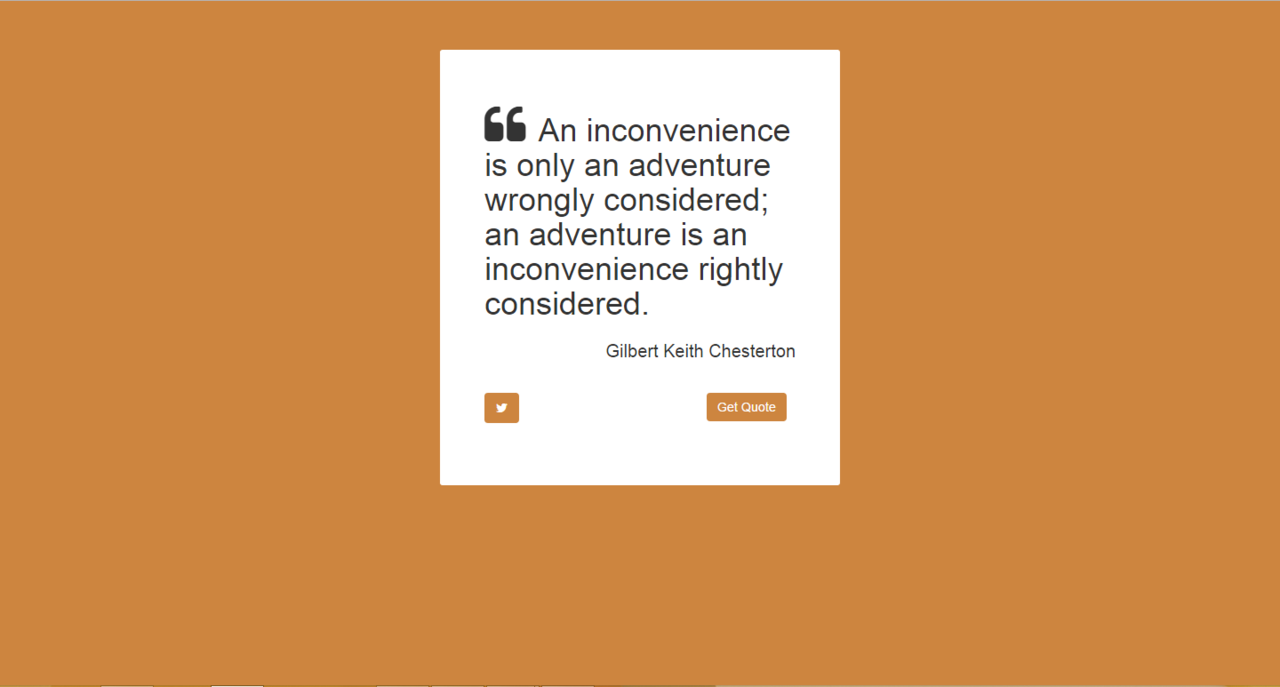 An inconvenience
is only an adventure
wrongly considered;
an adventure is an
inconvenience rightly
considered.
Gilbert Keith Chesterton
Get Quote